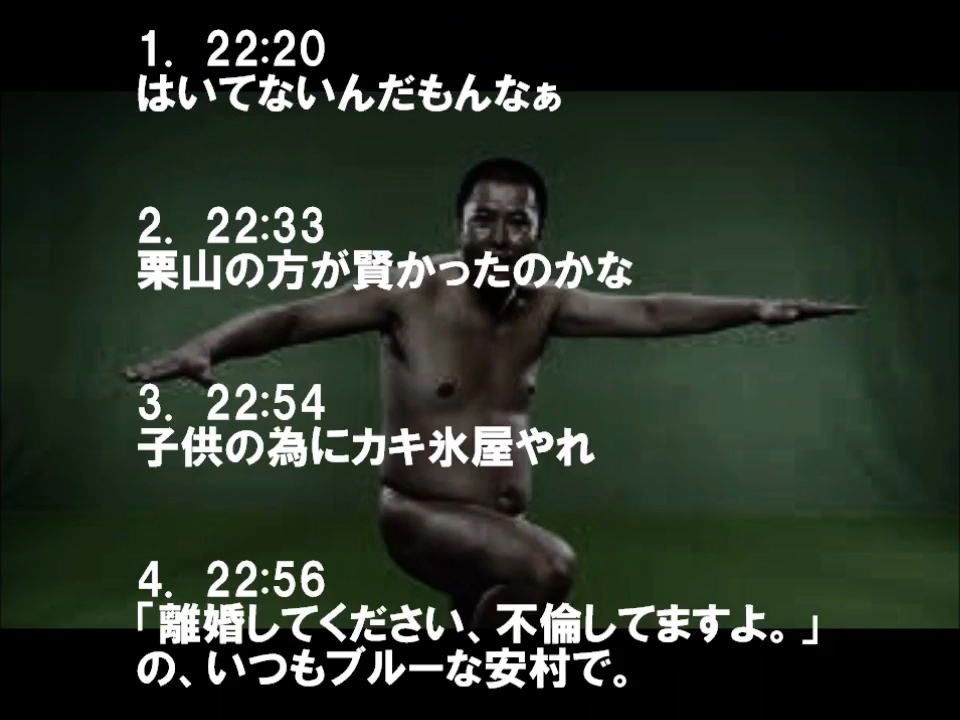 1. 22:20
はいてないんだもんなぁ
2. 22:33
栗山の方が賢かったのかな
3. 22:54
子供の為にカキ氷屋やれ
4. 22:56
「離婚してください、不倫してますよ。」
の、いつもブルーな安村で。